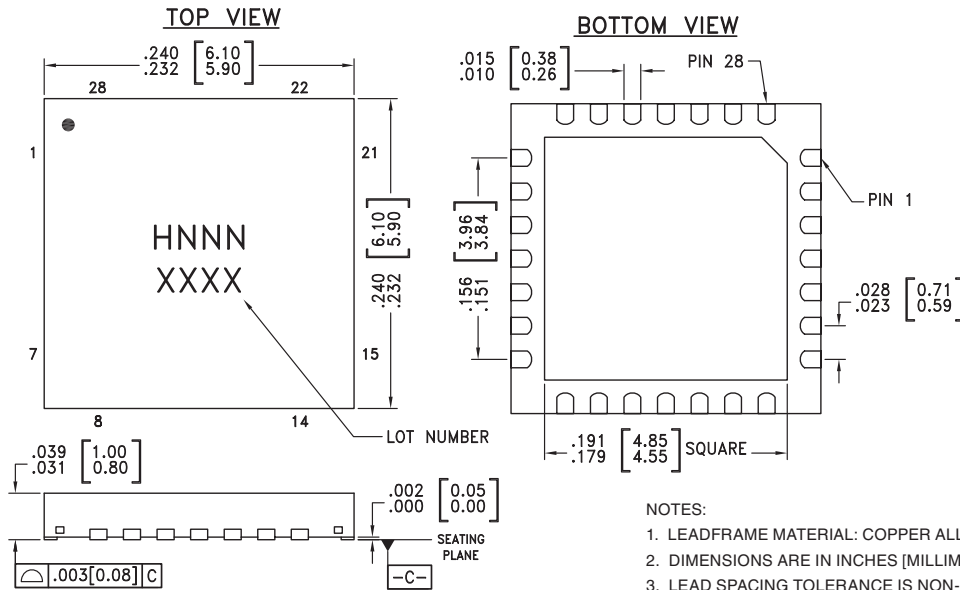 TOP VIEW
.240 [6.10]
.232 [5.90]
28 22
1 21
HNNN
XXXX
[6.10]
[5.90]
.240
.232
7 15
8 14
LOT NUMBER
.039 [1.00]
.031 [0.80]
.002 [0.05]
.000 [0.00]
SEATING
PLANE
.003[0.08] C
-C-
BOTTOM VIEW
.015 [0.38]
.010 [0.26]
PIN 28
PIN 1
[3.96]
[3.84]
.156
.151
.028 [0.71]
.023 [0.59]
.191 [4.85]
.179 [4.55]
SQUARE
NOTES:
1. LEADFRAME MATERIAL: COPPER ALL
2. DIMENSIONS ARE IN INCHES [MILLIM
3. LEAD SPACING TOLERANCE IS NON-